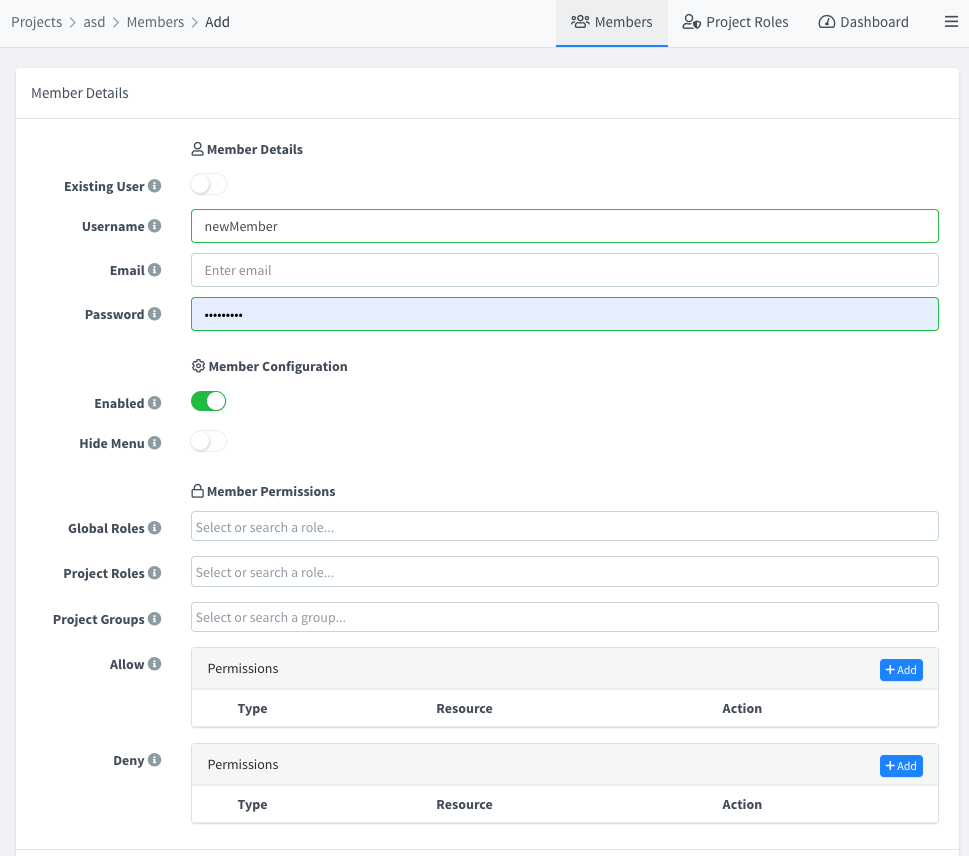 Projects > asd > Members > Add
Members Project Roles Dashboard
Member Details
Member Details
Existing User
Username newMember
Email Enter email
Password •••••••••
Member Configuration
Enabled
Hide Menu
Member Permissions
Global Roles Select or search a role...
Project Roles Select or search a role...
Project Groups Select or search a group...
Allow Permissions + Add
Type Resource Action
Deny Permissions + Add
Type Resource Action